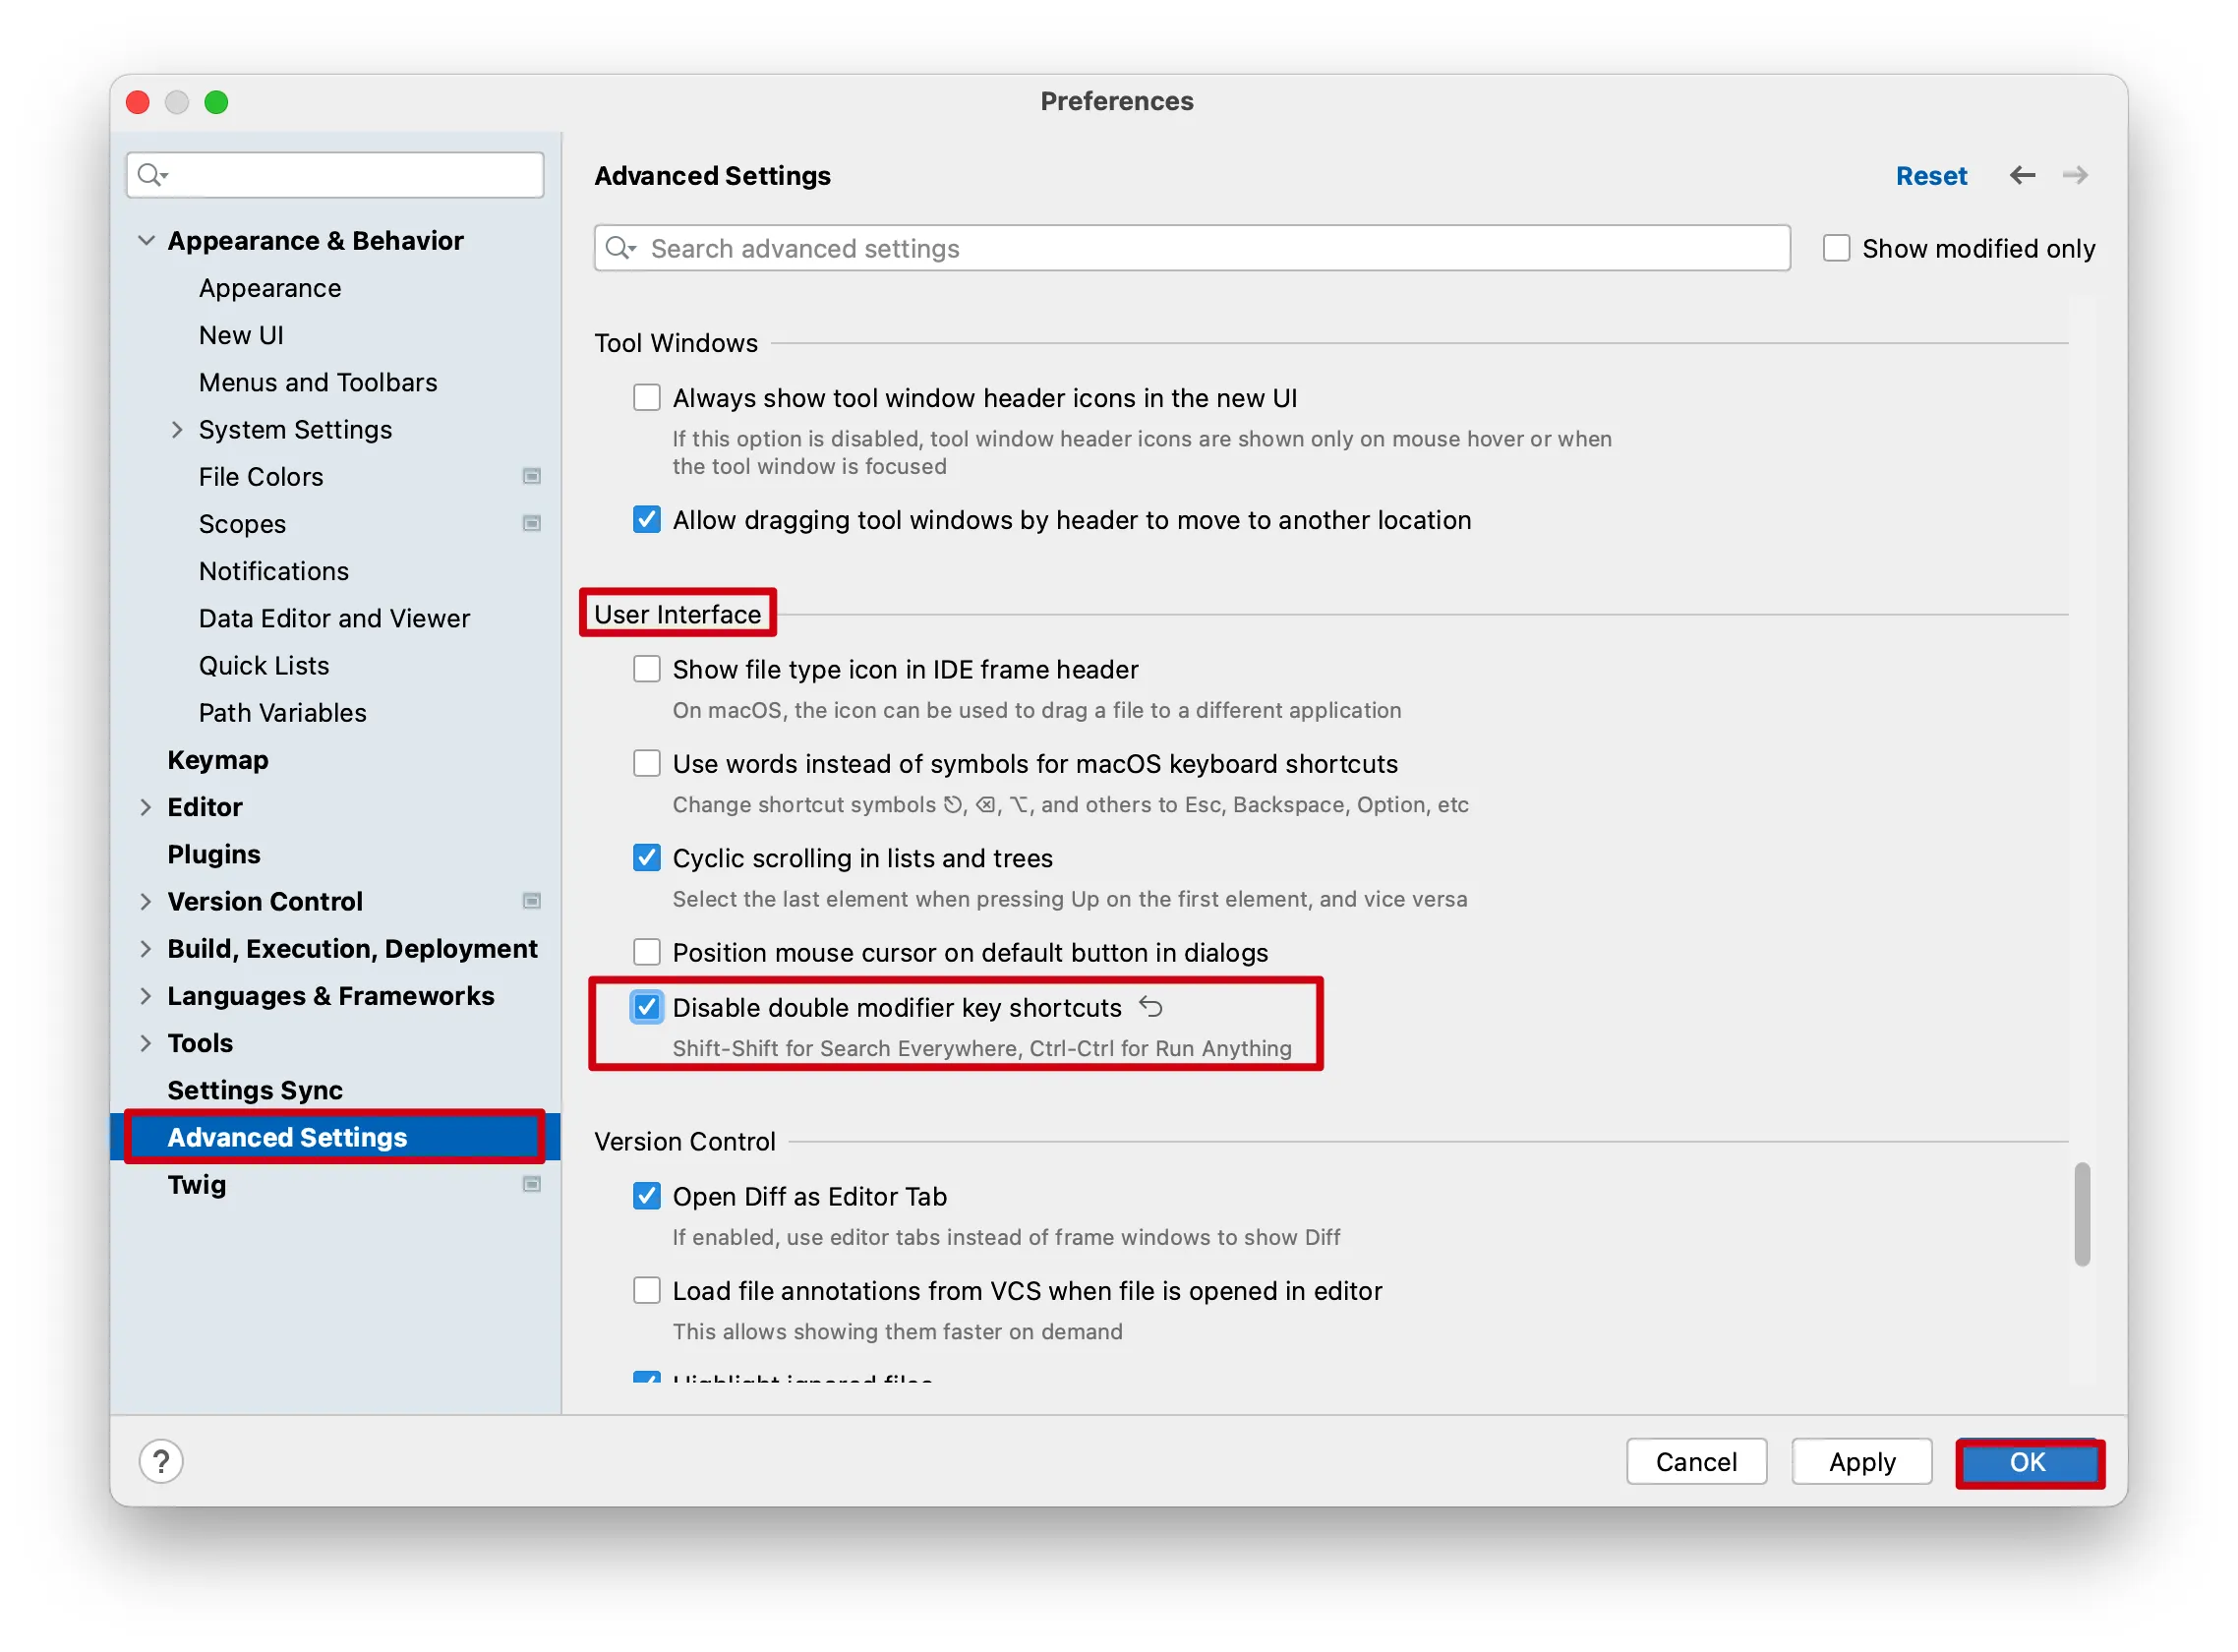 Preferences
Appearance & Behavior
Appearance
New UI
Menus and Toolbars
System Settings
File Colors
Scopes
Notifications
Data Editor and Viewer
Quick Lists
Path Variables
Keymap
Editor
Plugins
Version Control
Build, Execution, Deployment
Languages & Frameworks
Tools
Settings Sync
Advanced Settings
Twig
Advanced Settings
Reset
Search advanced settings
Show modified only
Tool Windows
Always show tool window header icons in the new UI
If this option is disabled, tool window header icons are shown only on mouse hover or when
the tool window is focused
Allow dragging tool windows by header to move to another location
User Interface
Show file type icon in IDE frame header
On macOS, the icon can be used to drag a file to a different application
Use words instead of symbols for macOS keyboard shortcuts
Change shortcut symbols ⎋, ⌫, ⌥, and others to Esc, Backspace, Option, etc
Cyclic scrolling in lists and trees
Select the last element when pressing Up on the first element, and vice versa
Position mouse cursor on default button in dialogs
Disable double modifier key shortcuts
Shift-Shift for Search Everywhere, Ctrl-Ctrl for Run Anything
Version Control
Open Diff as Editor Tab
If enabled, use editor tabs instead of frame windows to show Diff
Load file annotations from VCS when file is opened in editor
This allows showing them faster on demand
Highlight ignored files
?
Cancel
Apply
OK